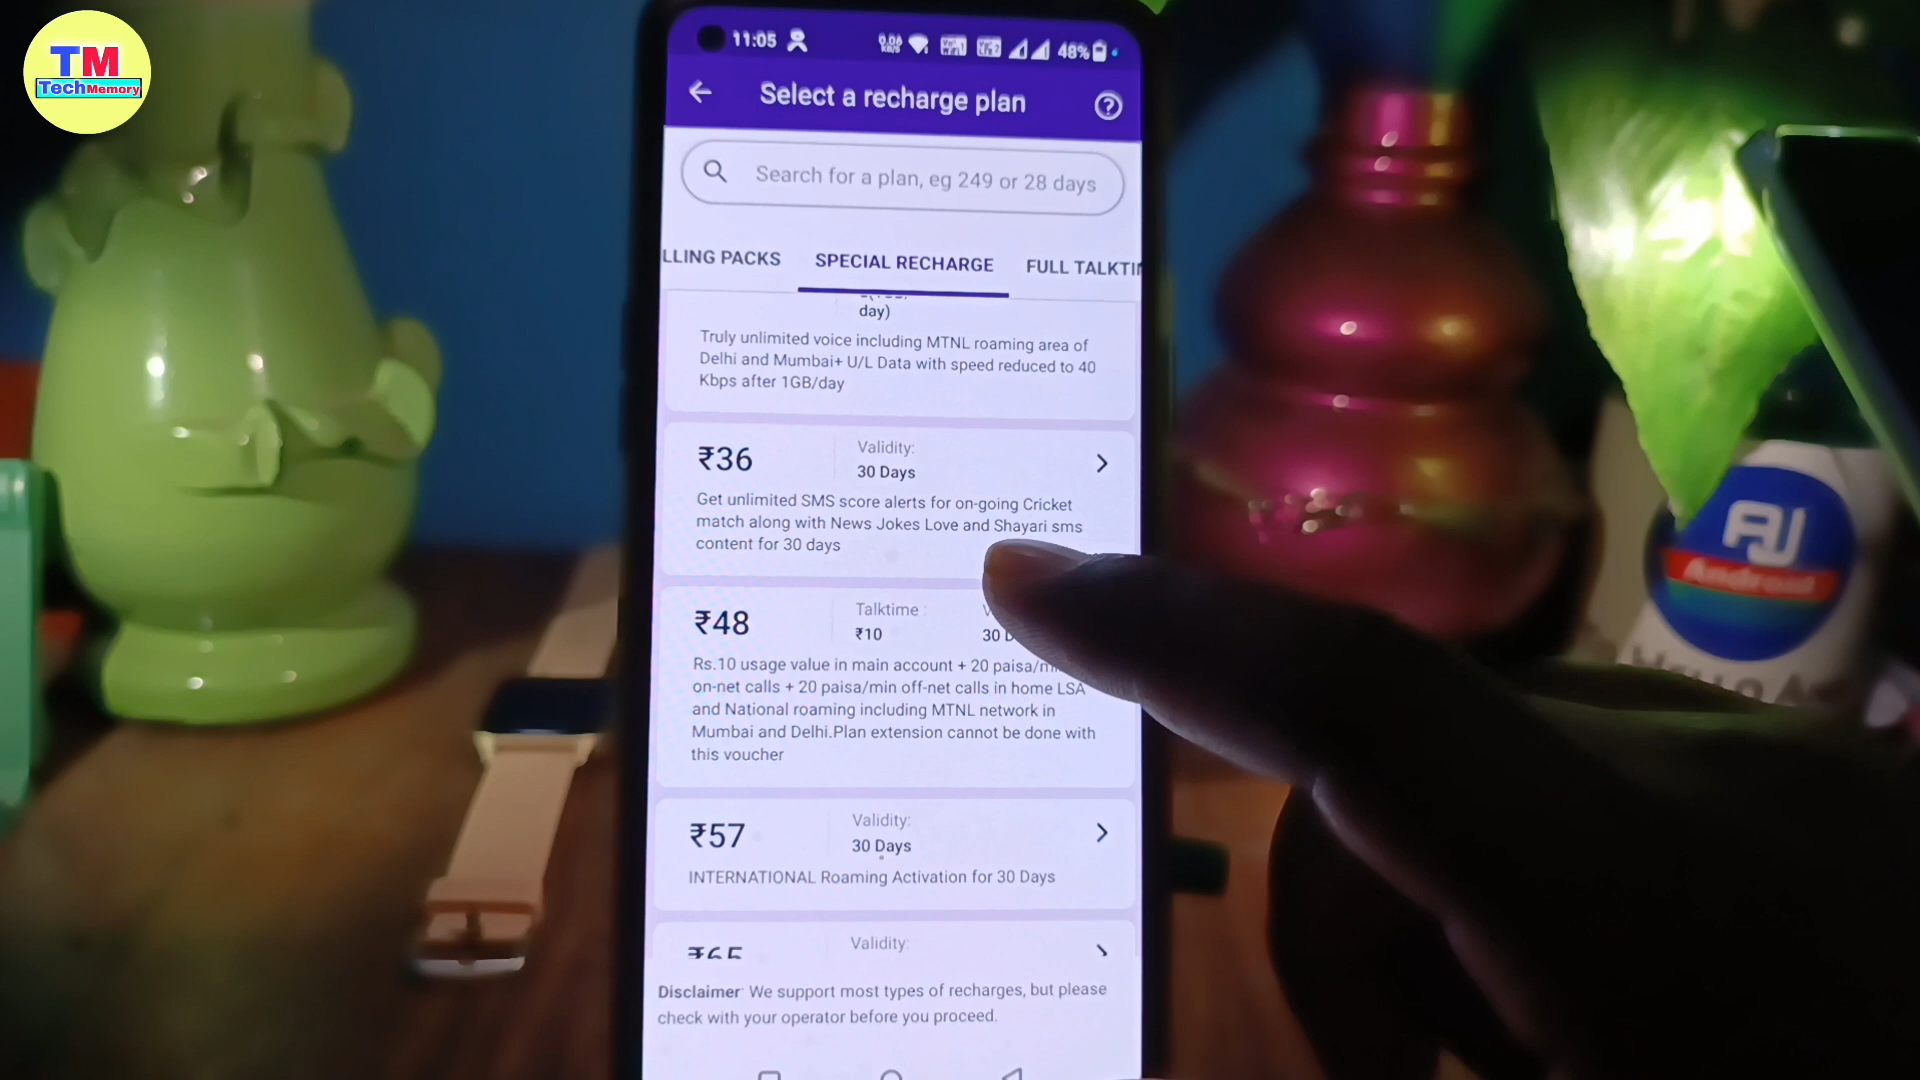 TM
TechMemory
11:05
0.06
KB/S
48%
Select a recharge plan
Search for a plan, eg 249 or 28 days
LLING PACKS
SPECIAL RECHARGE
FULL TALKTI
day)
Truly unlimited voice including MTNL roaming area of
Delhi and Mumbai+ U/L Data with speed reduced to 40
Kbps after 1GB/day
₹36
Validity:
30 Days
Get unlimited SMS score alerts for on-going Cricket
match along with News Jokes Love and Shayari sms
content for 30 days
₹48
Talktime :
₹10
30 D
Rs.10 usage value in main account + 20 paisa/m
on-net calls + 20 paisa/min off-net calls in home LSA
and National roaming including MTNL network in
Mumbai and Delhi.Plan extension cannot be done with
this voucher
₹57
Validity:
30 Days
INTERNATIONAL Roaming Activation for 30 Days
₹65
Validity:
Disclaimer: We support most types of recharges, but please
check with your operator before you proceed.
AJ
Android